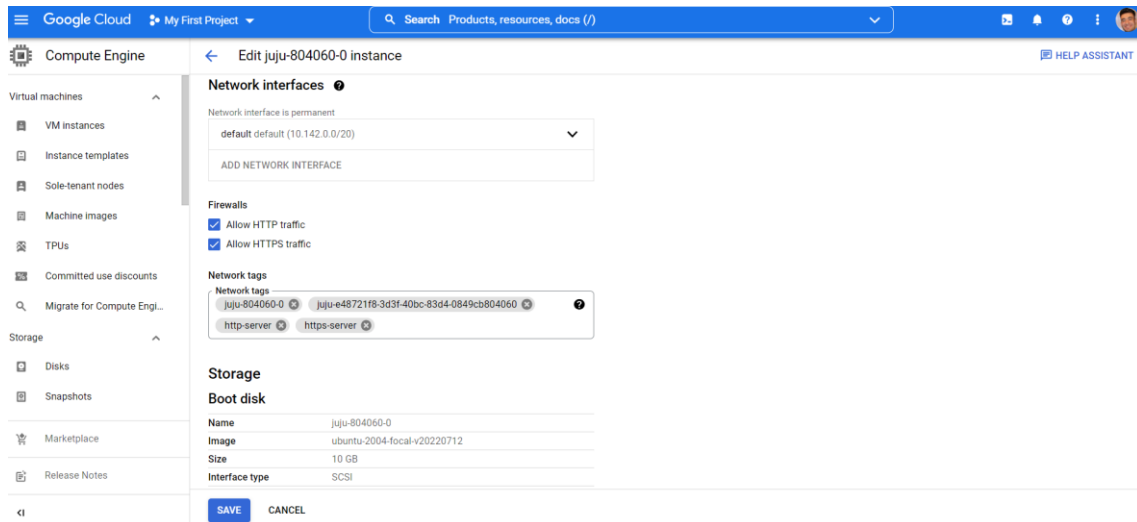 Google Cloud My First Project Search Products, resources, docs (/)
Compute Engine
Edit juju-804060-0 instance
HELP ASSISTANT
Virtual machines
VM instances
Instance templates
Sole-tenant nodes
Machine images
TPUs
Committed use discounts
Migrate for Compute Engi...
Storage
Disks
Snapshots
Marketplace
Release Notes
Network interfaces
Network interface is permanent
default default (10.142.0.0/20)
ADD NETWORK INTERFACE
Firewalls
Allow HTTP traffic
Allow HTTPS traffic
Network tags
Network tags
juju-804060-0 juju-e48721f8-3d3f-40bc-83d4-0849cb804060
http-server https-server
Storage
Boot disk
Name juju-804060-0
Image ubuntu-2004-focal-v20220712
Size 10 GB
Interface type SCSI
SAVE CANCEL